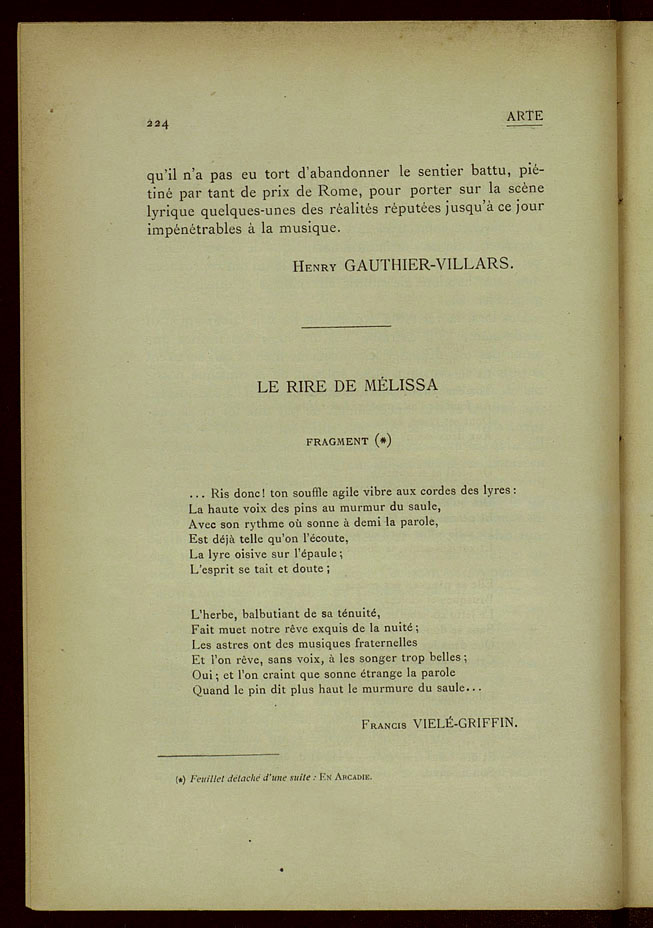 224
ARTE
qu'il n'a pas eu tort d'abandonner le sentier battu, pié-
tiné par tant de prix de Rome, pour porter sur la scène
lyrique quelques-unes des réalités réputées jusqu'à ce jour
impénétrables à la musique.
HENRY GAUTHIER-VILLARS.
LE RIRE DE MÉLISSA
FRAGMENT (*)
... Ris donc! ton souffle agile vibre aux cordes des lyres :
La haute voix des pins au murmur du saule,
Avec son rythme où sonne à demi la parole,
Est déjà telle qu'on l'écoute,
La lyre oisive sur l'épaule ;
L'esprit se tait et doute ;
L'herbe, balbutiant de sa ténuité,
Fait muet notre rêve exquis de la nuité ;
Les astres ont des musiques fraternelles
Et l'on rêve, sans voix, à les songer trop belles ;
Oui ; et l'on craint que sonne étrange la parole
Quand le pin dit plus haut le murmure du saule...
FRANCIS VIELÉ-GRIFFIN.
(*) Feuillet détaché d'une suite : EN ARCADIE.